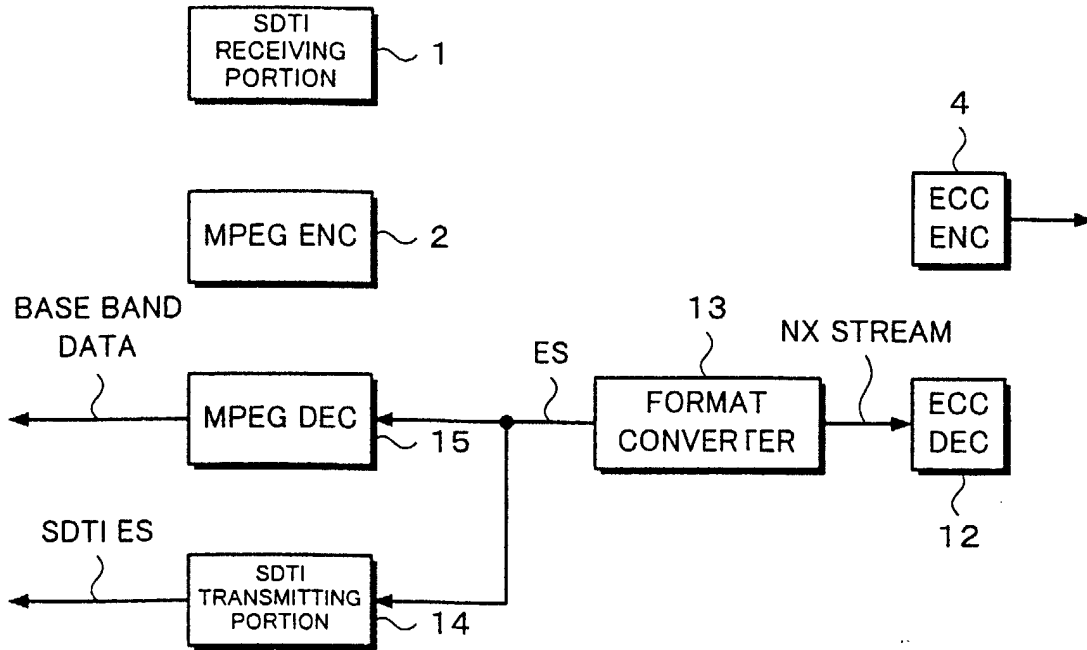 SDTI
RECEIVING
PORTION
1
4
ECC
ENC
MPEG ENC
2
BASE BAND
DATA
13
NX STREAM
ES
MPEG DEC
15
FORMAT
CONVERTER
ECC
DEC
12
SDTI ES
SDTI
TRANSMITTING
PORTION
14